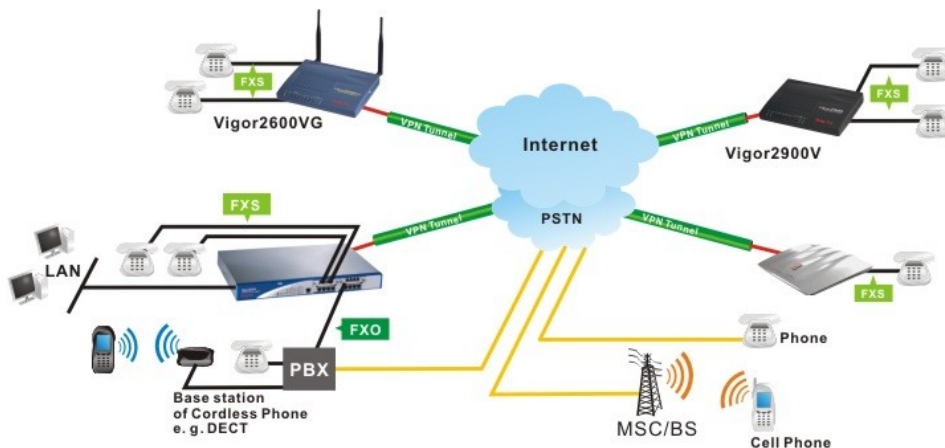 FXS
Vigor2600VG
VPN Tunnel
Internet
VPN Tunnel
FXS
Vigor2900V
PSTN
FXS
VPN Tunnel
VPN Tunnel
LAN
FXS
FXO
PBX
Phone
Base station
of Cordless Phone
e. g. DECT
MSC/BS
Cell Phone